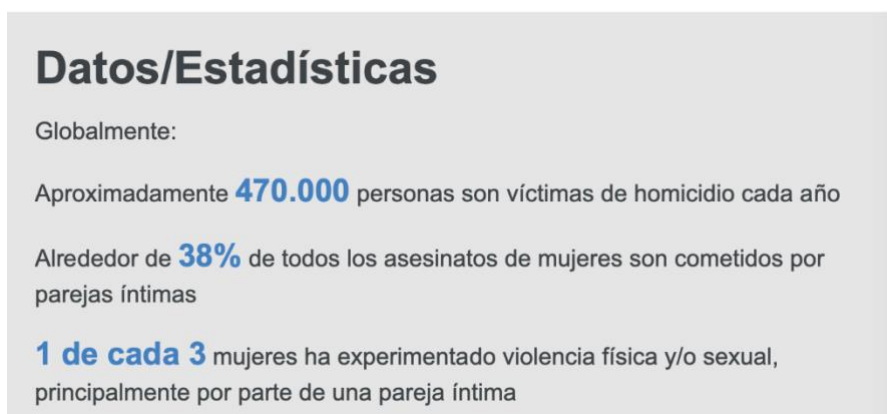 Datos/Estadísticas
Globalmente:
Aproximadamente 470.000 personas son víctimas de homicidio cada año
Alrededor de 38% de todos los asesinatos de mujeres son cometidos por
parejas íntimas
1 de cada 3 mujeres ha experimentado violencia física y/o sexual,
principalmente por parte de una pareja íntima